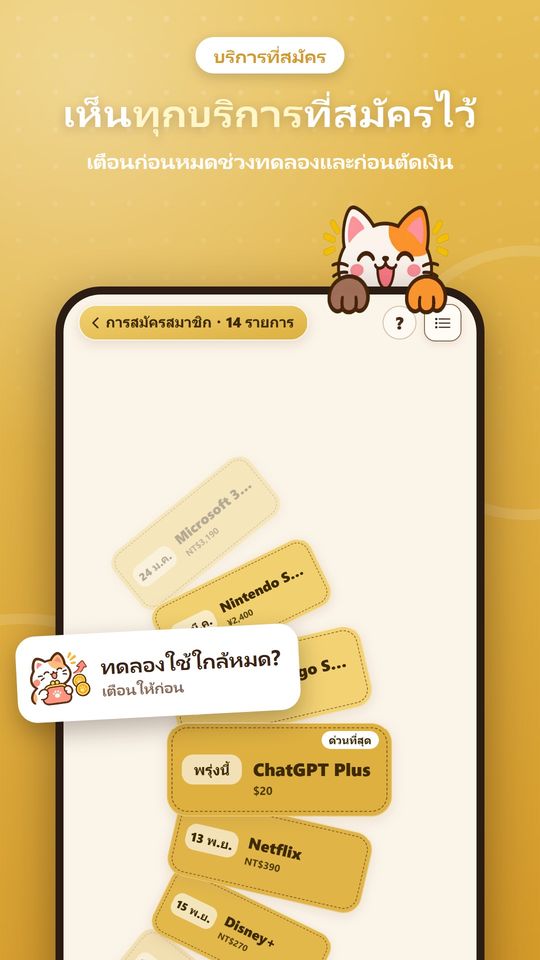 บริการที่สมัคร
เห็นทุกบริการที่สมัครไว้
เตือนก่อนหมดช่วงทดลองและก่อนตัดเงิน
การสมัครสมาชิก · 14 รายการ
?
24 ม.ค.
Microsoft 3...
NT$3,190
Nintendo S...
¥2,400
go S...
ทดลองใช้ใกล้หมด?
เตือนให้ก่อน
ด่วนที่สุด
พรุ่งนี้
ChatGPT Plus
$20
13 พ.ย.
Netflix
NT$390
15 พ.ย.
Disney+
NT$270